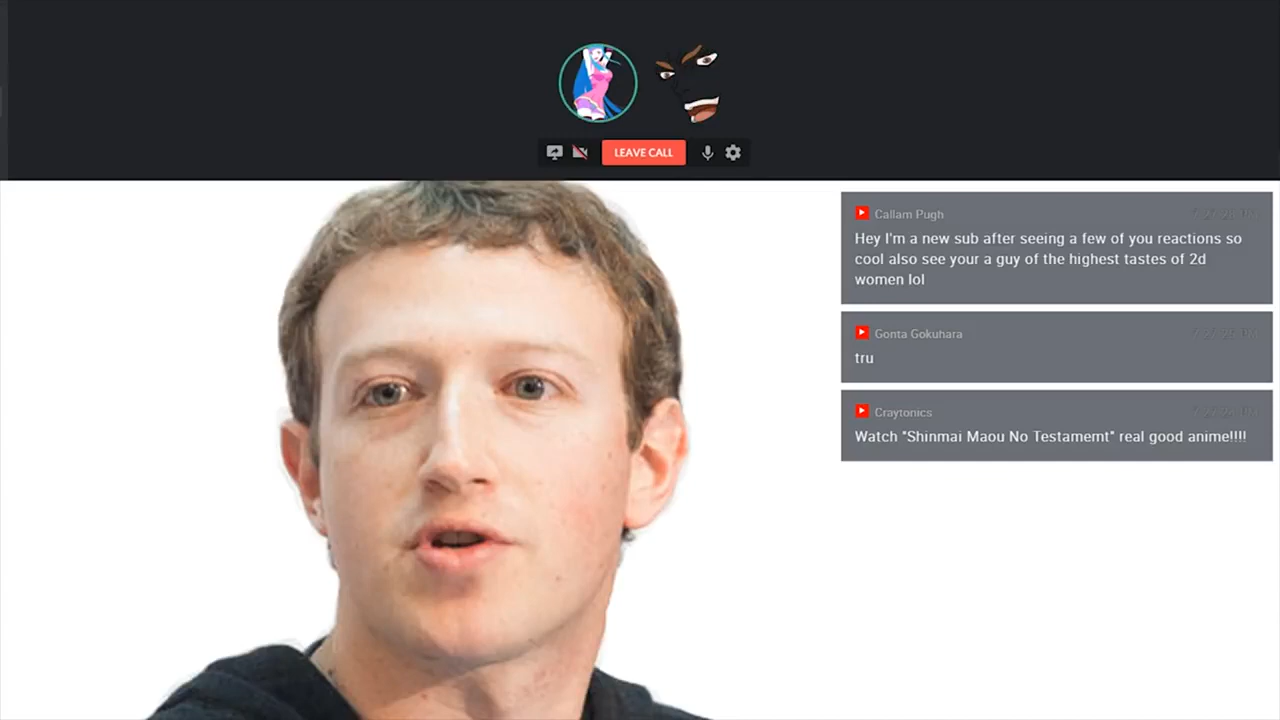 LEAVE CALL
Callam Pugh
Hey I'm a new sub after seeing a few of you reactions so
cool also see your a guy of the highest tastes of 2d
women lol
Gonta Gokuhara
tru
Craytonics
Watch "Shinmai Maou No Testamemt" real good anime!!!!